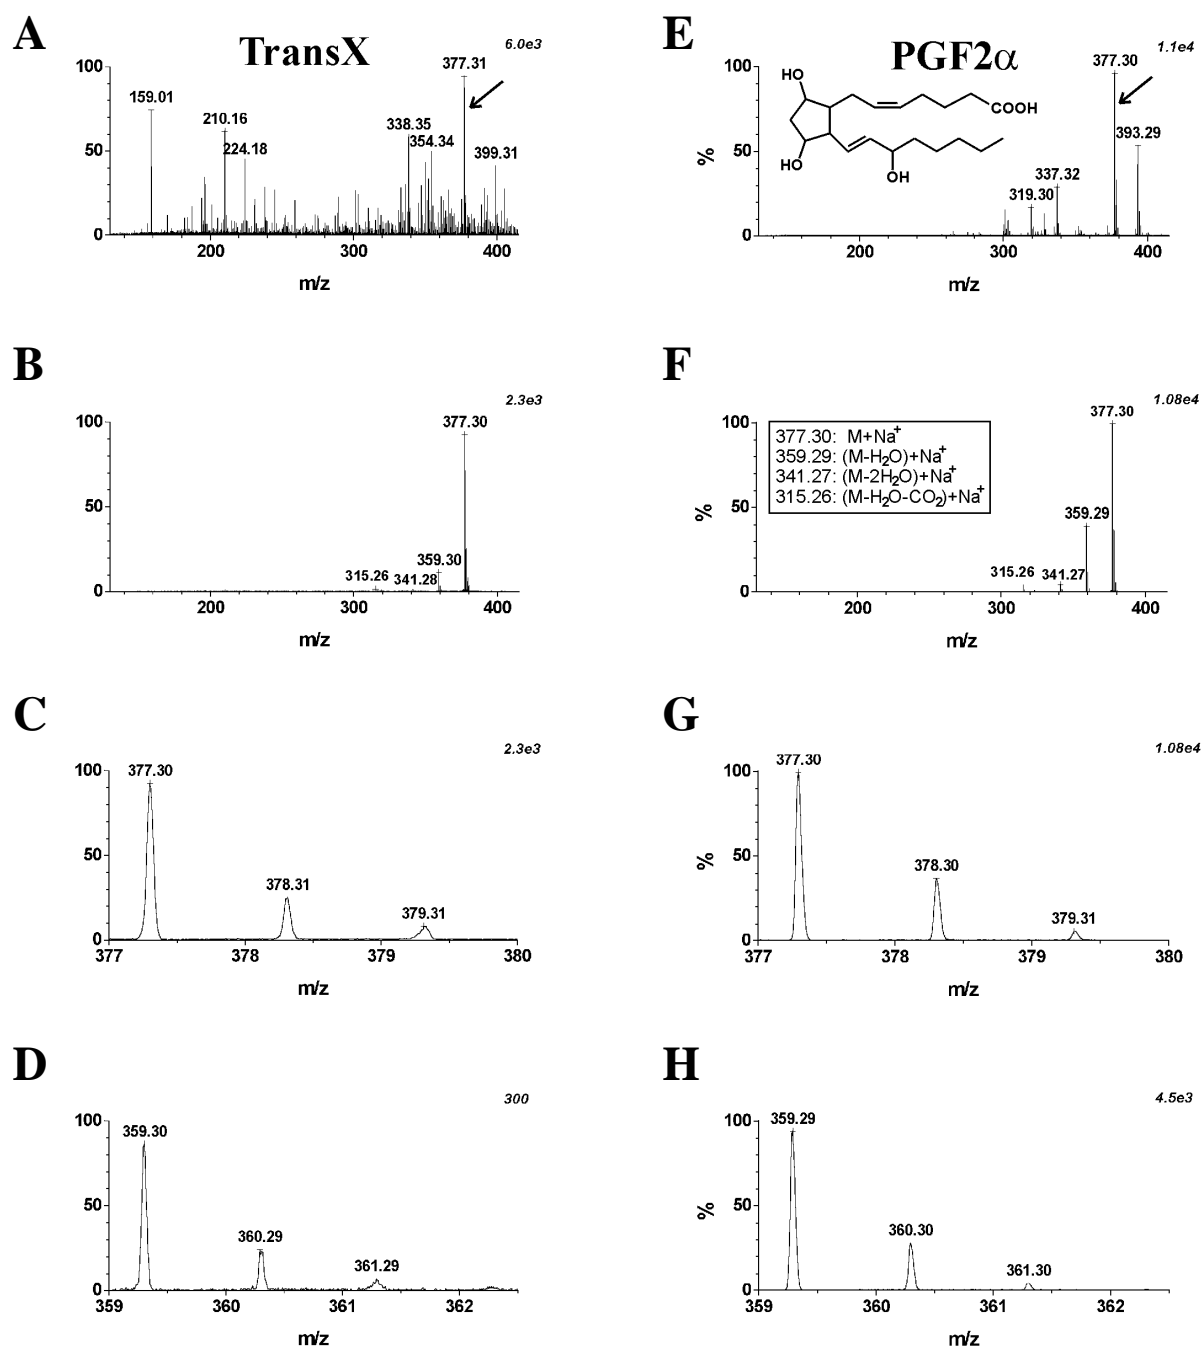 A
TransX
6.0e3
377.31
100
159.01
210.16
338.35
354.34
224.18
399.31
50
0
200
300
400
m/z
E
PGF2α
1.1e4
377.30
100
HO
COOH
393.29
50
%
HO
OH
337.32
319.30
0
200
300
400
m/z
B
2.3e3
377.30
100
50
359.30
315.26
341.28
0
200
300
400
m/z
F
1.08e4
377.30
100
377.30: M+Na+
359.29: (M-H2O)+Na+
341.27: (M-2H2O)+Na+
315.26: (M-H2O-CO2)+Na+
50
%
359.29
315.26
341.27
0
200
300
400
m/z
C
2.3e3
100
377.30
50
378.31
379.31
0
377
378
379
380
m/z
G
1.08e4
377.30
100
50
%
378.30
379.31
0
377
378
379
380
m/z
D
300
100
359.30
50
360.29
361.29
0
359
360
361
362
m/z
H
4.5e3
100
359.29
50
%
360.30
361.30
0
359
360
361
362
m/z